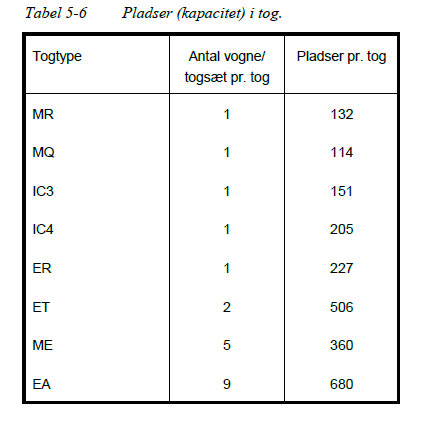 Tabel 5-6 Pladser (kapacitet) i tog.
Togtype Antal vogne/ Pladser pr. tog
togsæt pr. tog
MR 1 132
MQ 1 114
IC3 1 151
IC4 1 205
ER 1 227
ET 2 506
ME 5 360
EA 9 680